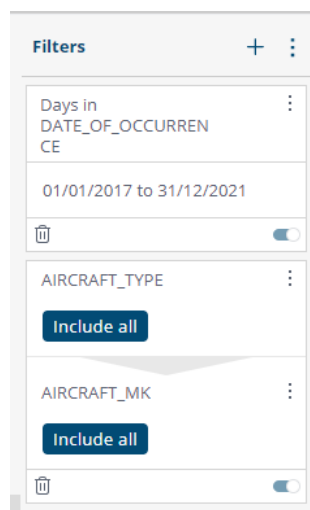 Filters
Days in
DATE_OF_OCCURREN
CE
01/01/2017 to 31/12/2021
AIRCRAFT_TYPE
Include all
AIRCRAFT_MK
Include all